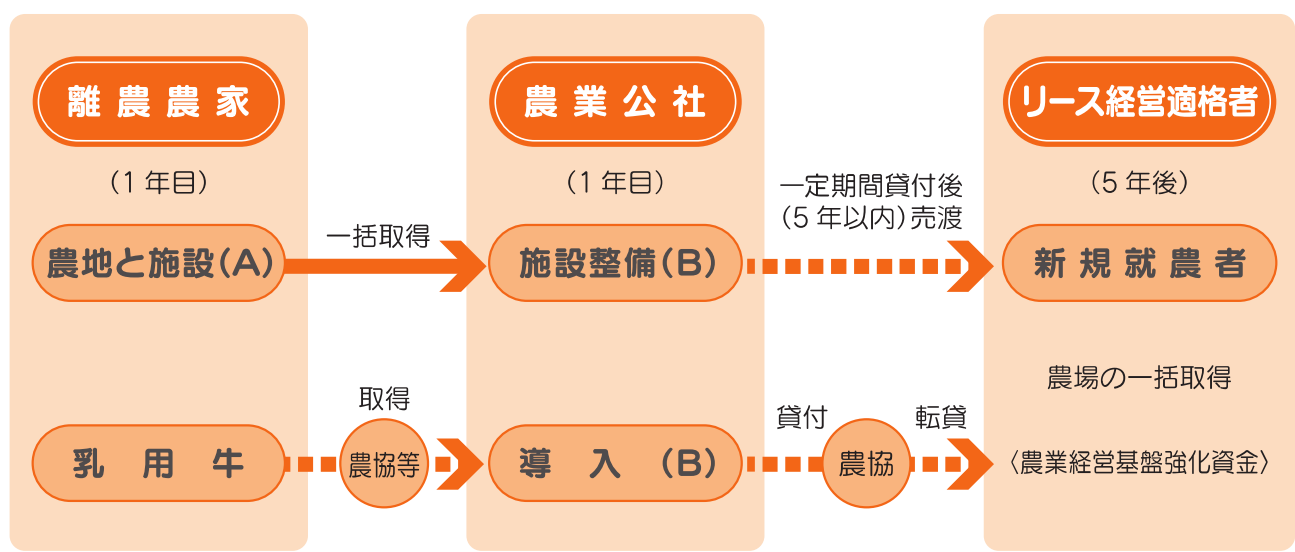 離農農家
(1年目)
農地と施設(A)
一括取得
農業公社
(1年目)
施設整備(B)
一定期間貸付後
(5年以内)売渡
リース経営適格者
(5年後)
新規就農者
乳用牛
取得
農協等
導入(B)
貸付
農協
転貸
農場の一括取得
〈農業経営基盤強化資金〉